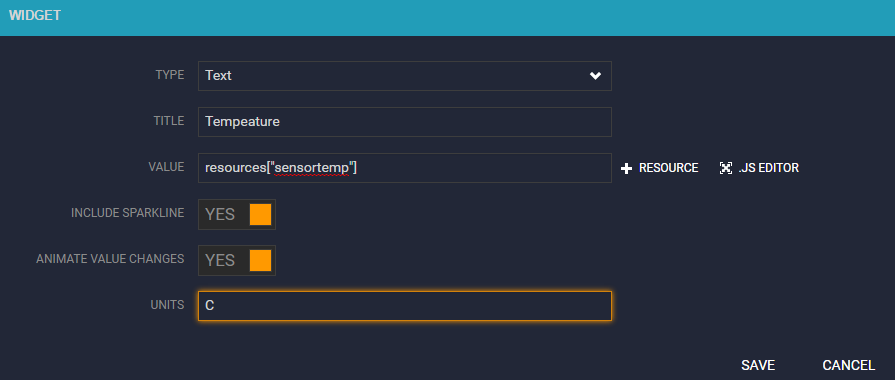 WIDGET
TYPE Text
TITLE Tempeature
VALUE resources["sensortemp"] RESOURCE .JS EDITOR
INCLUDE SPARKLINE YES
ANIMATE VALUE CHANGES YES
UNITS C
SAVE CANCEL